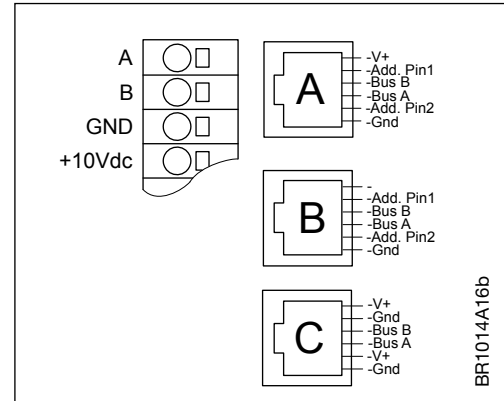 A
B
GND
+10Vdc
A
-V+
-Add. Pin1
-Bus B
-Bus A
-Add. Pin2
-Gnd
B
-
-Add. Pin1
-Bus B
-Bus A
-Add. Pin2
-Gnd
C
-V+
-Gnd
-Bus B
-Bus A
-V+
-Gnd
BR1014A16b